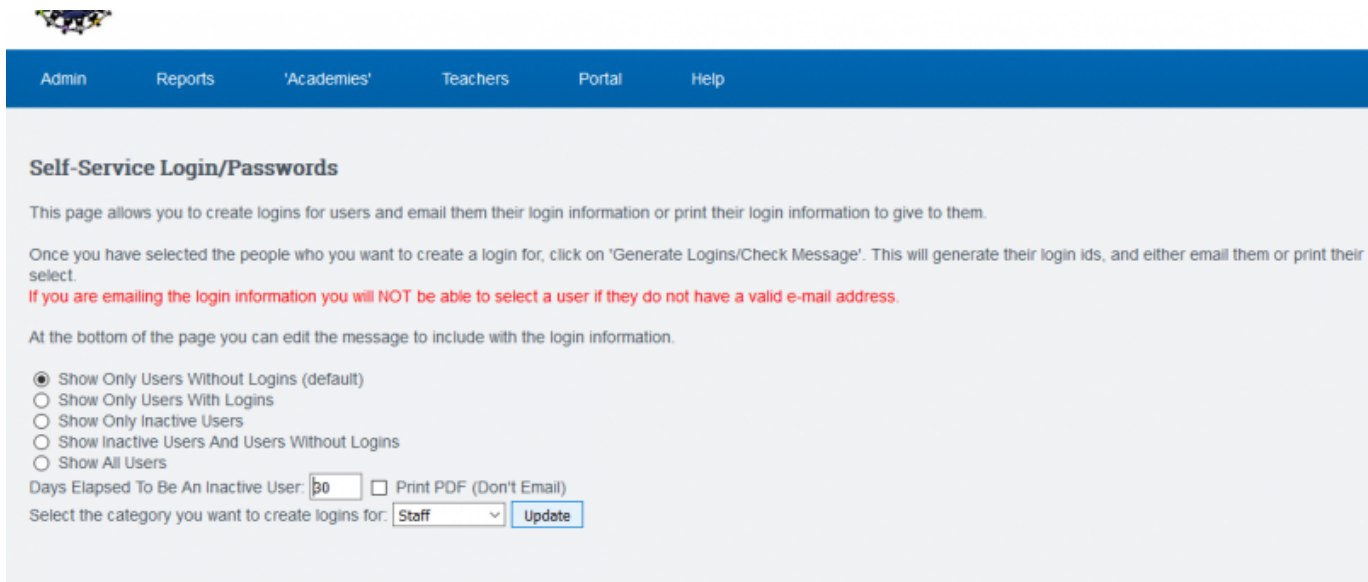 Admin Reports 'Academies' Teachers Portal Help
Self-Service Login/Passwords
This page allows you to create logins for users and email them their login information or print their login information to give to them.
Once you have selected the people who you want to create a login for, click on 'Generate Logins/Check Message'. This will generate their login ids, and either email them or print their
select.
If you are emailing the login information you will NOT be able to select a user if they do not have a valid e-mail address.
At the bottom of the page you can edit the message to include with the login information.
Show Only Users Without Logins (default)
Show Only Users With Logins
Show Only Inactive Users
Show Inactive Users And Users Without Logins
Show All Users
Days Elapsed To Be An Inactive User: 30 Print PDF (Don't Email)
Select the category you want to create logins for: Staff Update